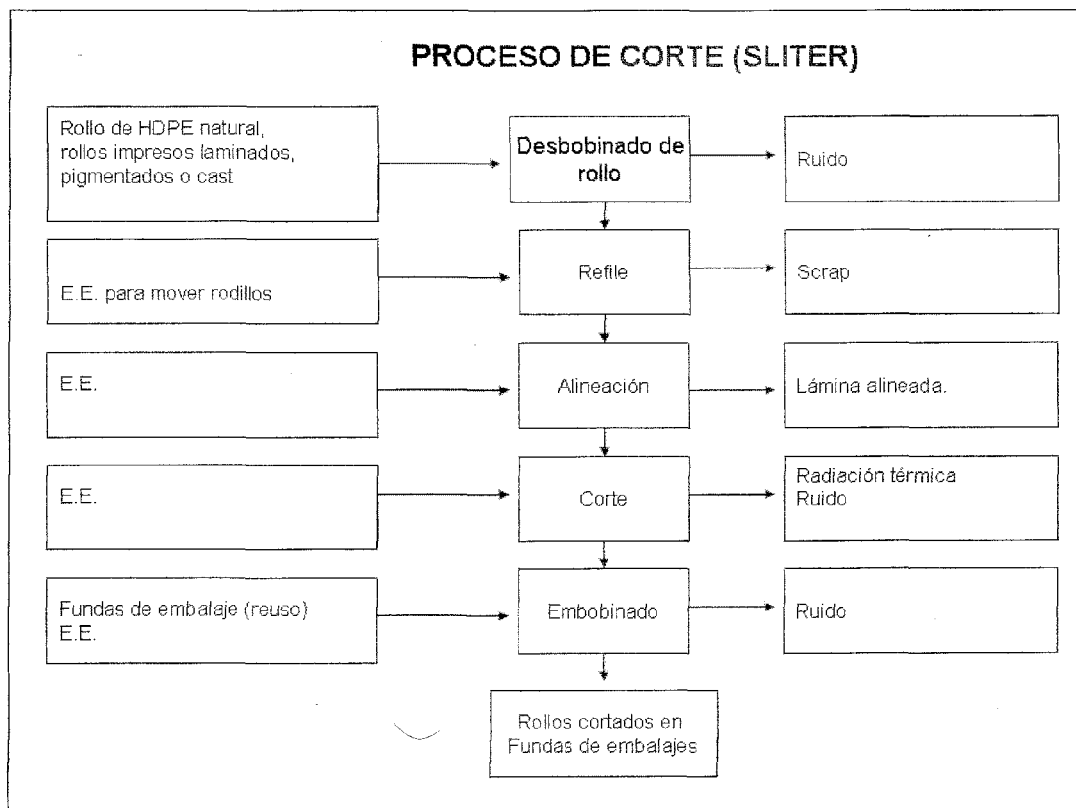 PROCESO DE CORTE (SLITER)
Rollo de HDPE natural,
rollos impresos laminados,
pigmentados o cast
Desbobinado de
rollo
Ruido
E.E. para mover rodillos
Refile
Scrap
E.E.
Alineación
Lámina alineada.
E.E.
Corte
Radiación térmica
Ruido
Fundas de embalaje (reuso)
E.E.
Embobinado
Ruido
Rollos cortados en
Fundas de embalajes